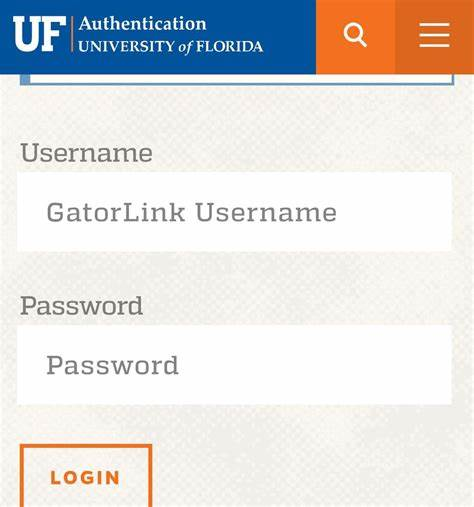 UF Authentication
UNIVERSITY of FLORIDA
Username
GatorLink Username
Password
Password
LOGIN